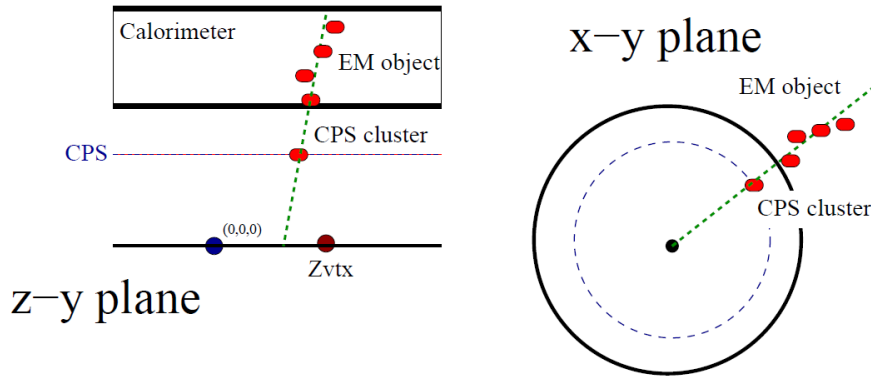 Calorimeter
EM object
CPS cluster
CPS
(0,0,0)
Zvtx
z−y plane
x−y plane
EM object
CPS cluster